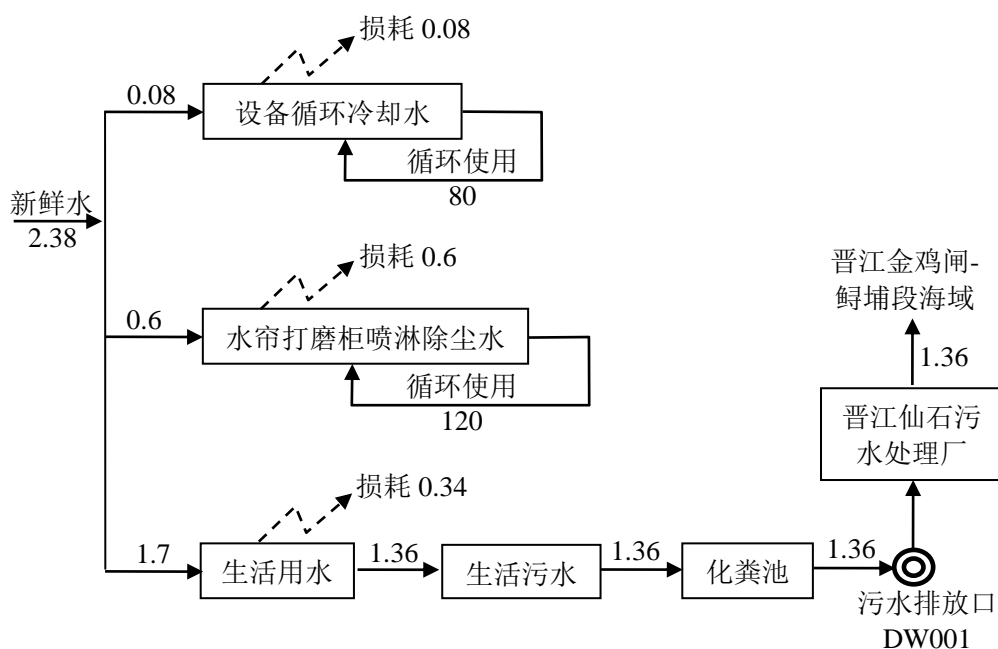 损耗 0.08
0.08
设备循环冷却水
循环使用
80
新鲜水
2.38
损耗 0.6
0.6
水帘打磨柜喷淋除尘水
循环使用
120
晋江金鸡闸-
鲟埔段海域
1.36
晋江仙石污
水处理厂
损耗 0.34
1.7
生活用水
1.36
生活污水
1.36
化粪池
1.36
污水排放口
DW001